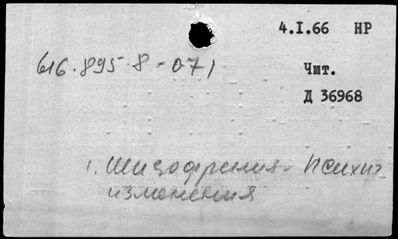 4.I.66 НР
616.895.8-071
Чит.
Д 36968
1. Шизофрения - Психич
изменения